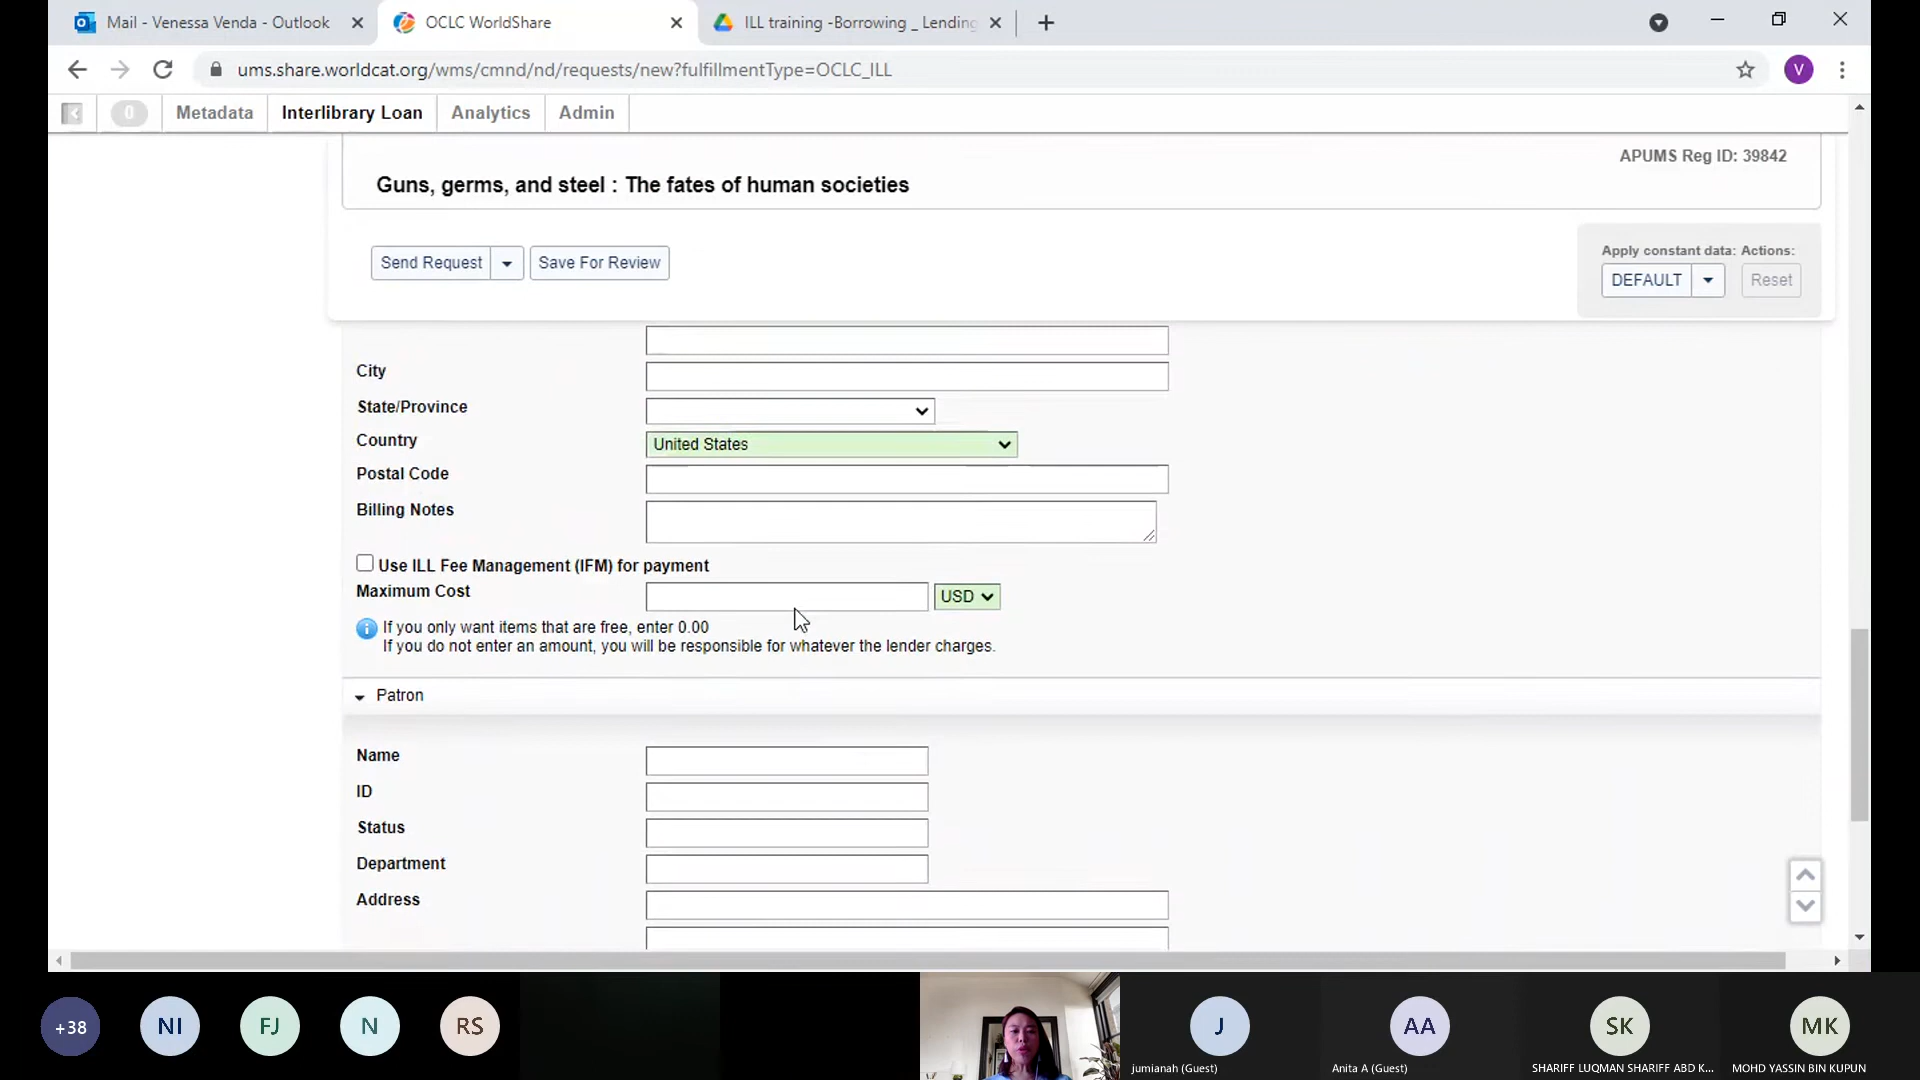 Mail - Venessa Venda - Outlook
OCLC WorldShare
ILL training -Borrowing _ Lending
ums.share.worldcat.org/wms/cmnd/nd/requests/new?fulfillmentType=OCLC_ILL
V
0
Metadata
Interlibrary Loan
Analytics
Admin
APUMS Reg ID: 39842
Guns, germs, and steel : The fates of human societies
Send Request
Save For Review
Apply constant data: Actions:
DEFAULT
Reset
City
State/Province
Country
United States
Postal Code
Billing Notes
Use ILL Fee Management (IFM) for payment
Maximum Cost
USD
If you only want items that are free, enter 0.00
If you do not enter an amount, you will be responsible for whatever the lender charges.
Patron
Name
ID
Status
Department
Address
+38
NI
FJ
N
RS
J
AA
SK
MK
jumianah (Guest)
Anita A (Guest)
SHARIFF LUQMAN SHARIFF ABD K...
MOHD YASSIN BIN KUPUN